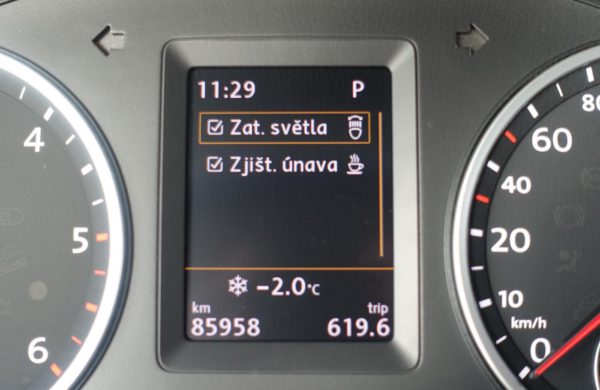 11:29 P
Zat. světla
Zjišt. únava
-2.0°C
km trip
85958 619.6
4
5
6
80
60
40
20
10
km/h
0